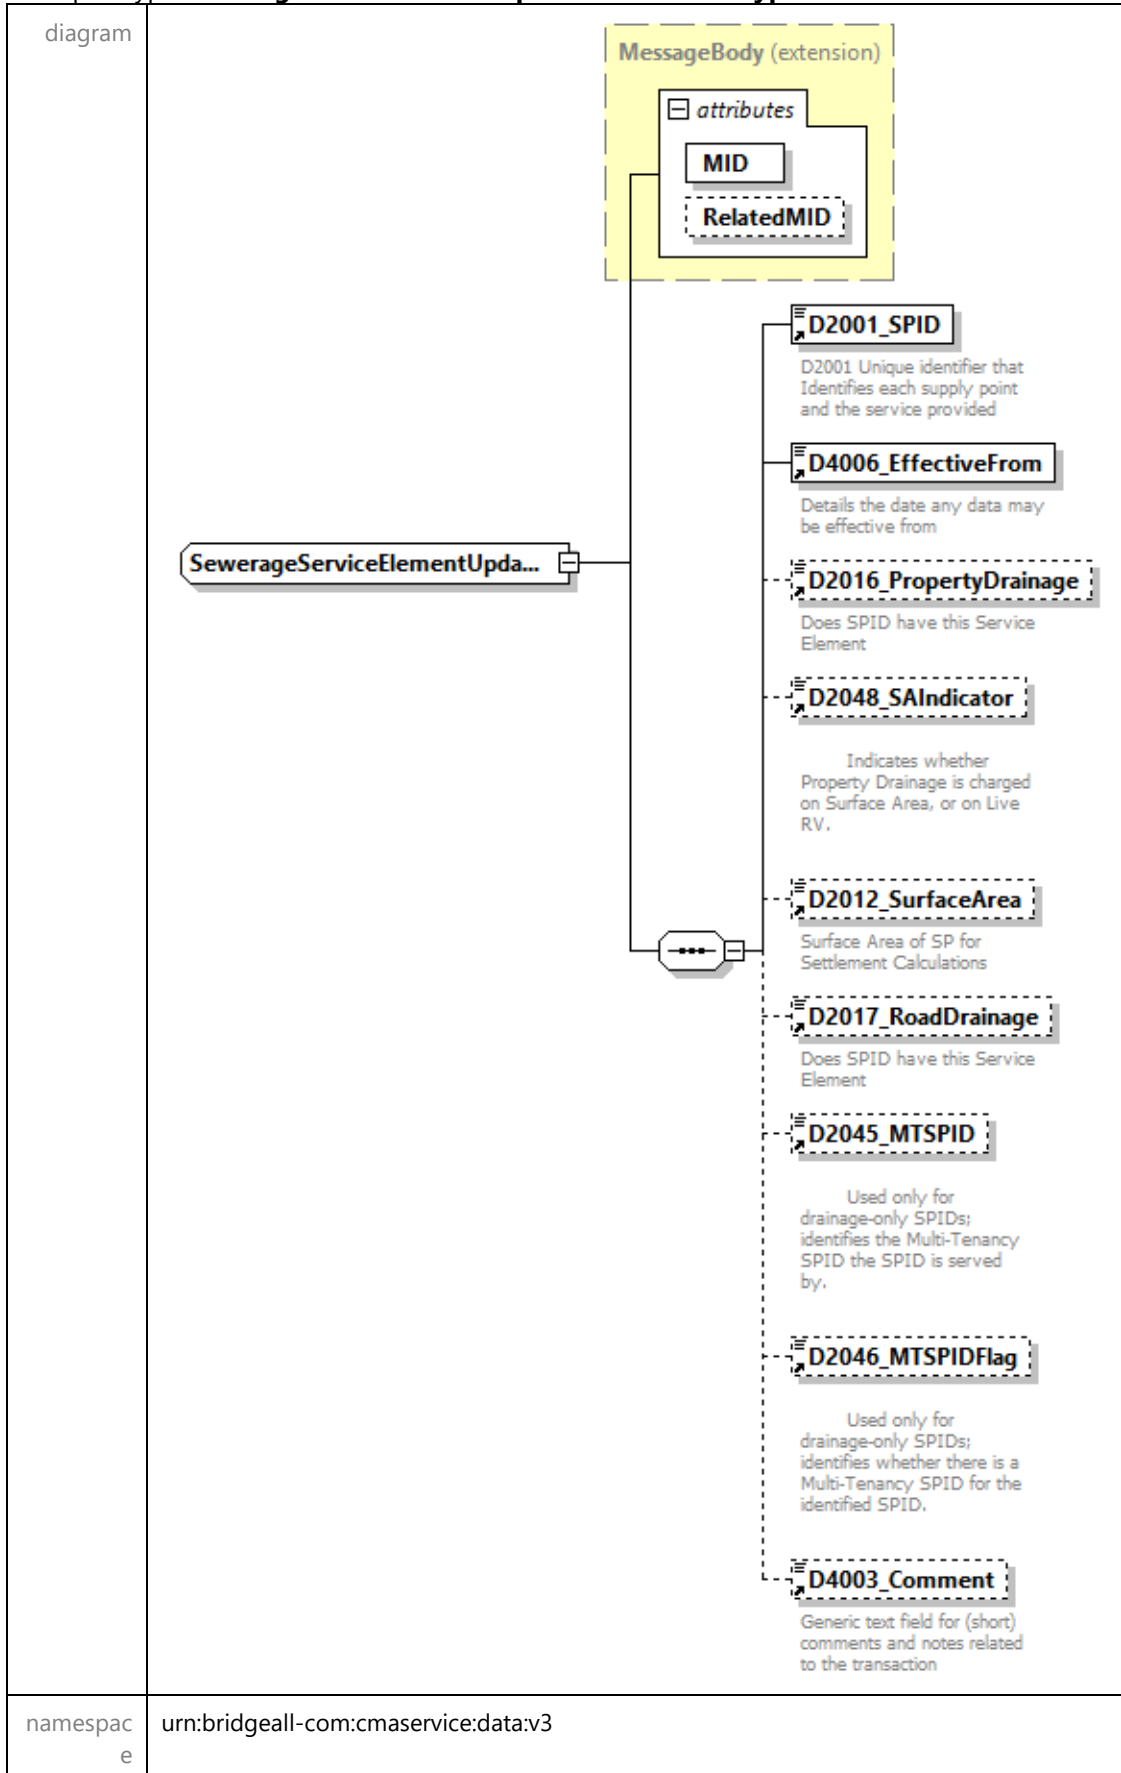 diagram
MessageBody (extension)
attributes
MID
RelatedMID
D2001_SPID
D2001 Unique identifier that
Identifies each supply point
and the service provided
D4006_EffectiveFrom
Details the date any data may
be effective from
SewerageServiceElementUpda...
D2016_PropertyDrainage
Does SPID have this Service
Element
D2048_SAIndicator
Indicates whether
Property Drainage is charged
on Surface Area, or on Live
RV.
D2012_SurfaceArea
Surface Area of SP for
Settlement Calculations
D2017_RoadDrainage
Does SPID have this Service
Element
D2045_MTSPID
Used only for
drainage-only SPIDs;
identifies the Multi-Tenancy
SPID the SPID is served
by.
D2046_MTSPIDFlag
Used only for
drainage-only SPIDs;
identifies whether there is a
Multi-Tenancy SPID for the
identified SPID.
D4003_Comment
Generic text field for (short)
comments and notes related
to the transaction
namespac
e
urn:bridgeall-com:cmaservice:data:v3